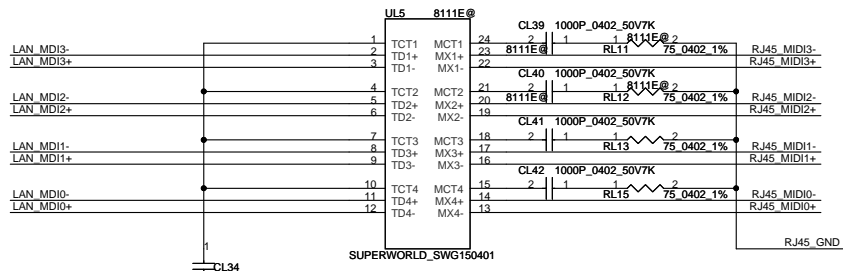 UL5 8111E@
CL39 1000P_0402_50V7K
1 TCT1 MCT1 24 2 1 1 8111E@ 2
LAN_MDI3- 2 TD1+ MX1+ 23 8111E@ RL11 75_0402_1% RJ45_MIDI3-
LAN_MDI3+ 3 TD1- MX1- 22 RJ45_MIDI3+
CL40 1000P_0402_50V7K
4 TCT2 MCT2 21 2 1 1 8111E@ 2
LAN_MDI2- 5 TD2+ MX2+ 20 8111E@ RL12 75_0402_1% RJ45_MIDI2-
LAN_MDI2+ 6 TD2- MX2- 19 RJ45_MIDI2+
CL41 1000P_0402_50V7K
7 TCT3 MCT3 18 2 1 1 2
LAN_MDI1- 8 TD3+ MX3+ 17 RL13 75_0402_1% RJ45_MIDI1-
LAN_MDI1+ 9 TD3- MX3- 16 RJ45_MIDI1+
CL42 1000P_0402_50V7K
10 TCT4 MCT4 15 2 1 1 2
LAN_MDI0- 11 TD4+ MX4+ 14 RL15 75_0402_1% RJ45_MIDI0-
LAN_MDI0+ 12 TD4- MX4- 13 RJ45_MIDI0+
RJ45_GND
1 SUPERWORLD_SWG150401
CL34